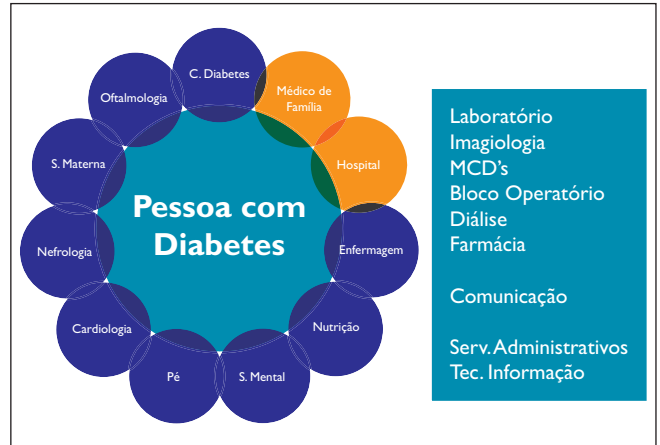 C. Diabetes
Médico de
Família
Hospital
Enfermagem
Nutrição
S. Mental
Pé
Cardiologia
Nefrologia
S. Materna
Oftalmologia
Pessoa com
Diabetes
Laboratório
Imagiologia
MCD's
Bloco Operatório
Diálise
Farmácia
Comunicação
Serv. Administrativos
Tec. Informação